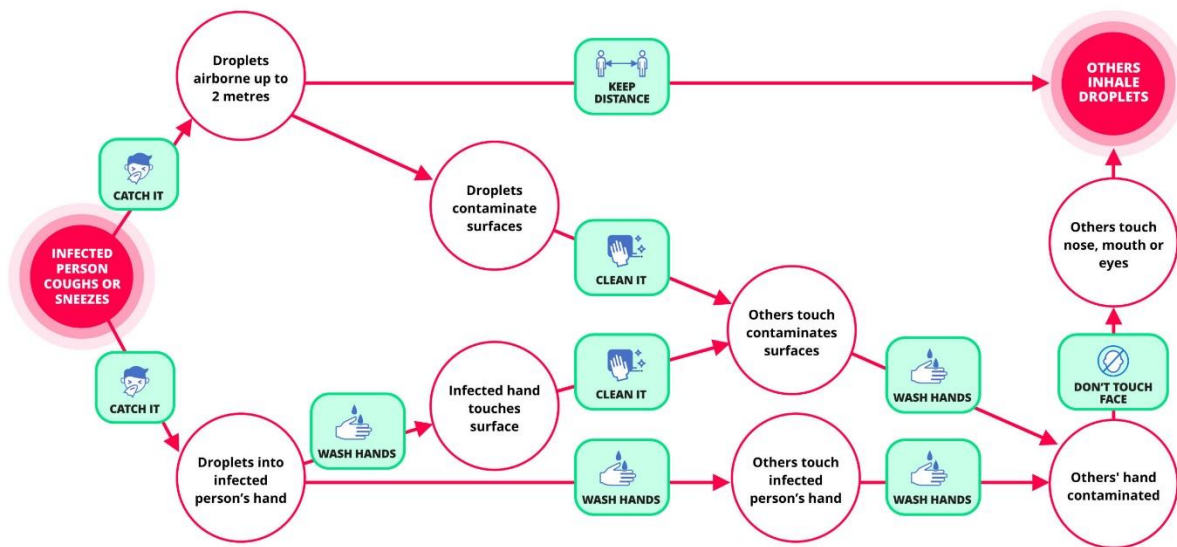 Droplets
airborne up to
2 metres
KEEP
DISTANCE
OTHERS
INHALE
DROPLETS
CATCH IT
Droplets
contaminate
surfaces
INFECTED
PERSON
COUGHS OR
SNEEZES
CLEAN IT
Others touch
nose, mouth or
eyes
Others touch
contaminates
surfaces
CATCH IT
Infected hand
touches
surface
CLEAN IT
WASH HANDS
DON'T TOUCH
FACE
WASH HANDS
Droplets into
infected
person's hand
WASH HANDS
Others touch
infected
person's hand
WASH HANDS
Others' hand
contaminated